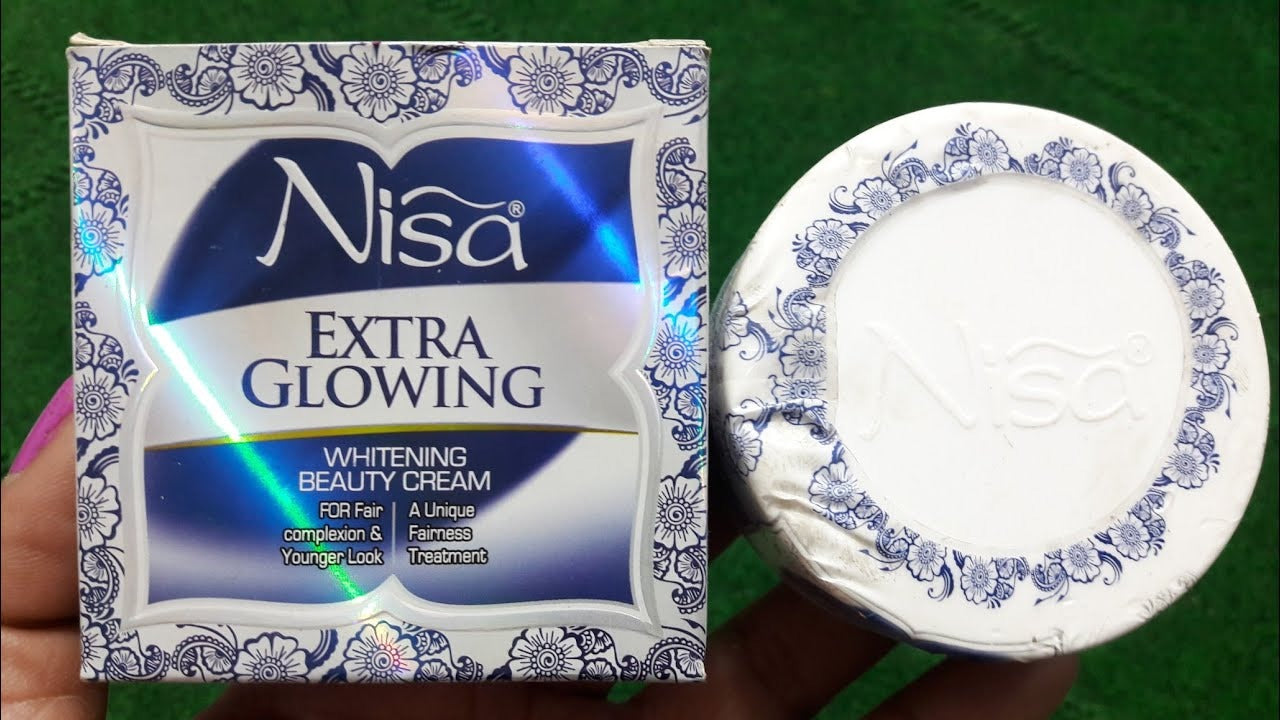 Nisa®
EXTRA
GLOWING
WHITENING
BEAUTY CREAM
FOR Fair
complexion &
Younger Look
A Unique
Fairness
Treatment
Nisa®